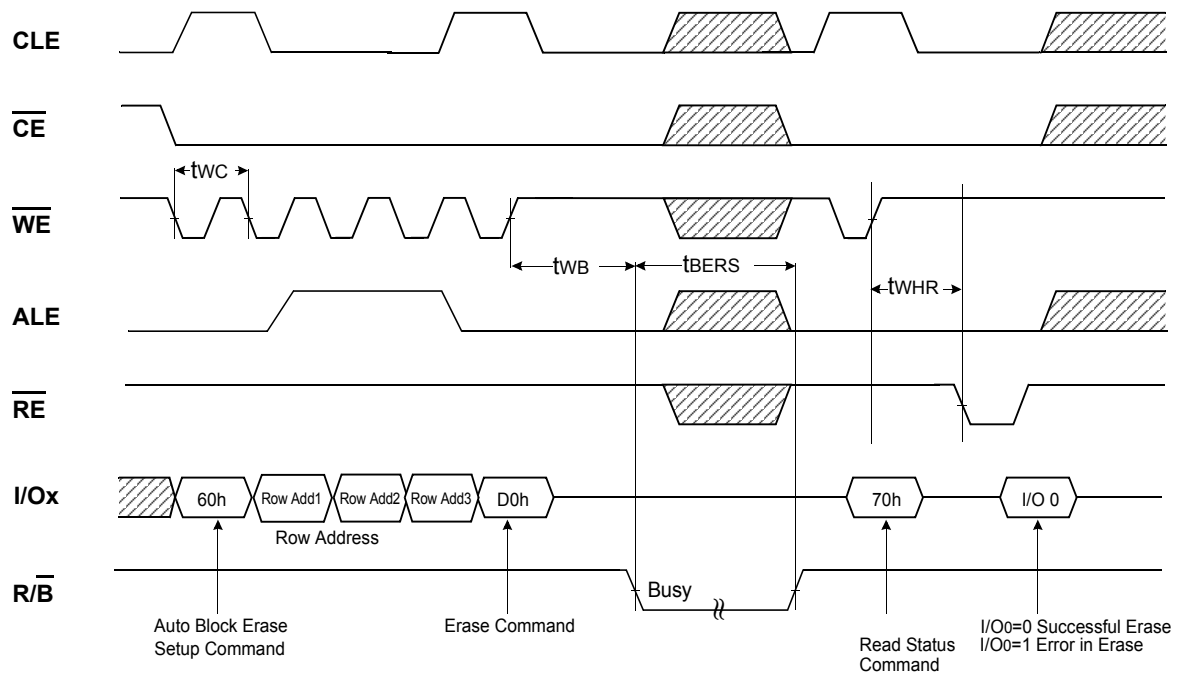 CLE
CE
tWC
WE
tWB
tBERS
tWHR
ALE
RE
I/Ox
60h
Row Add1
Row Add2
Row Add3
D0h
70h
I/O 0
Row Address
R/B
Busy
Auto Block Erase
Setup Command
Erase Command
Read Status
Command
I/O0=0 Successful Erase
I/O0=1 Error in Erase